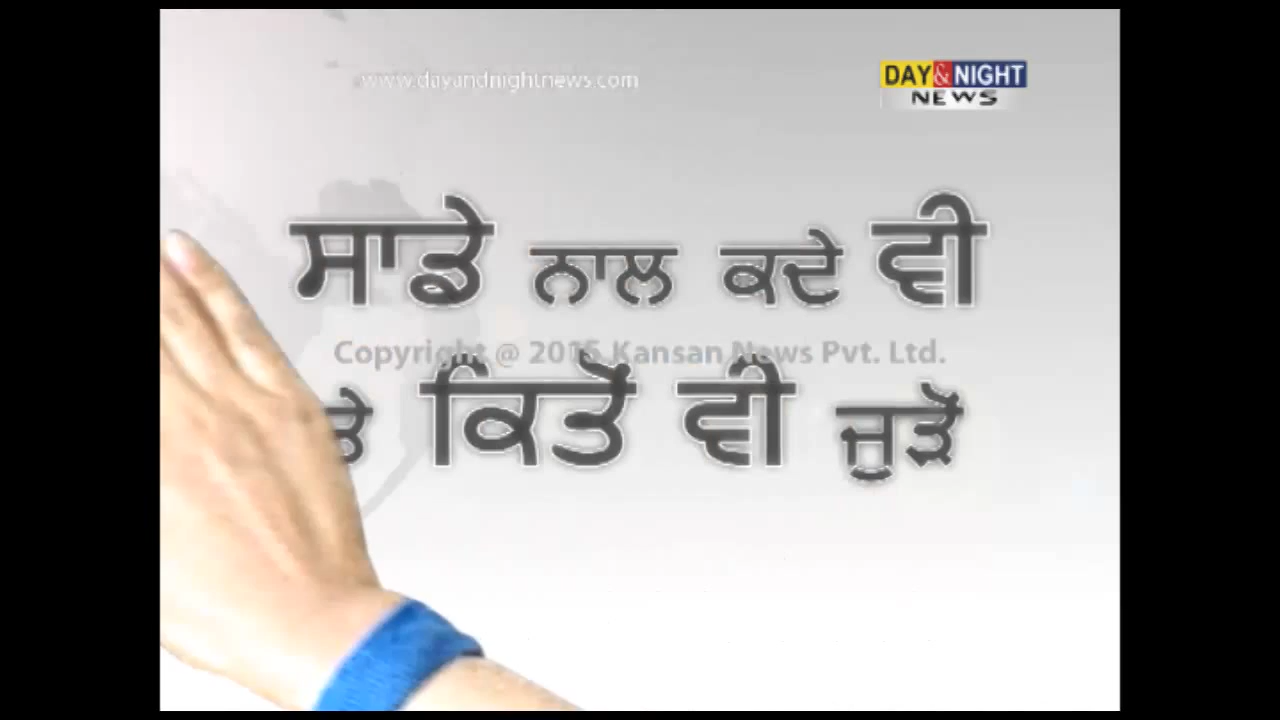 www.dayandnightnews.com
DAY&NIGHT
NEWS
ਸਾਡੇ ਨਾਲ ਕਦੇ ਵੀ
Copyright @ 2015 Kansan News Pvt. Ltd.
ਕਿਤੋਂ ਵੀ ਜੁੜੋਂ